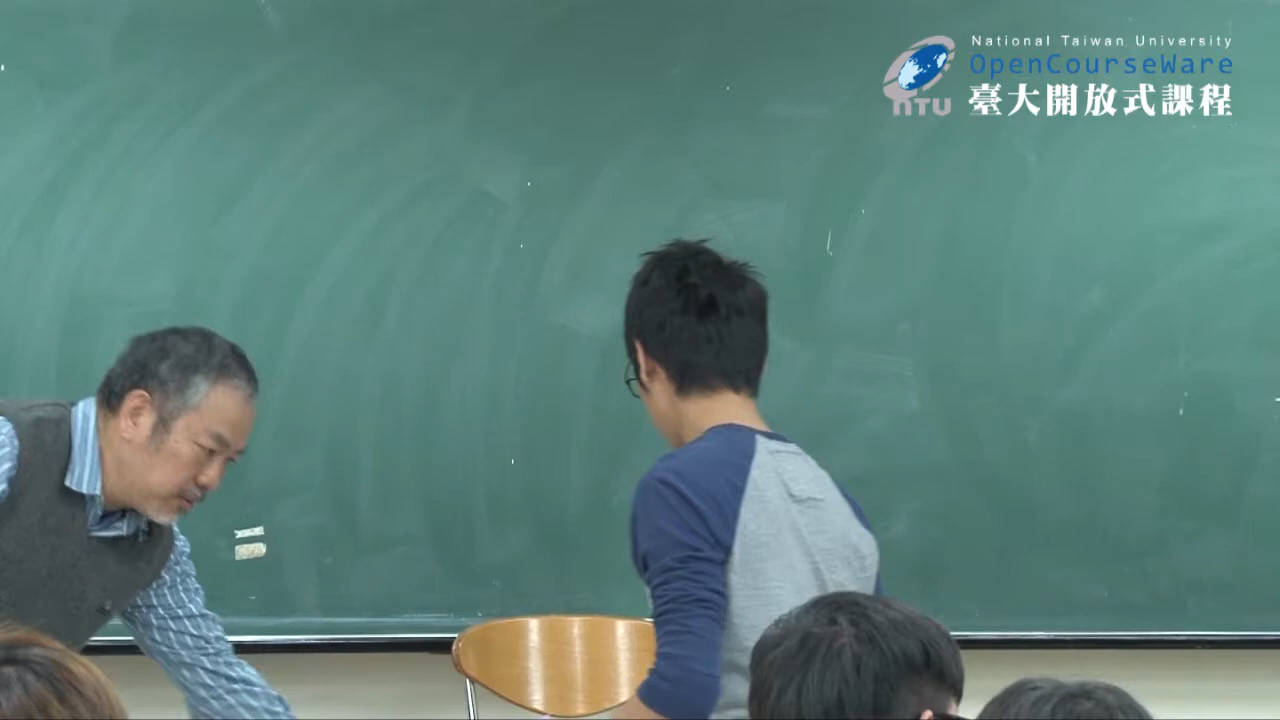 National Taiwan University
OpenCourseWare
臺大開放式課程
NTU